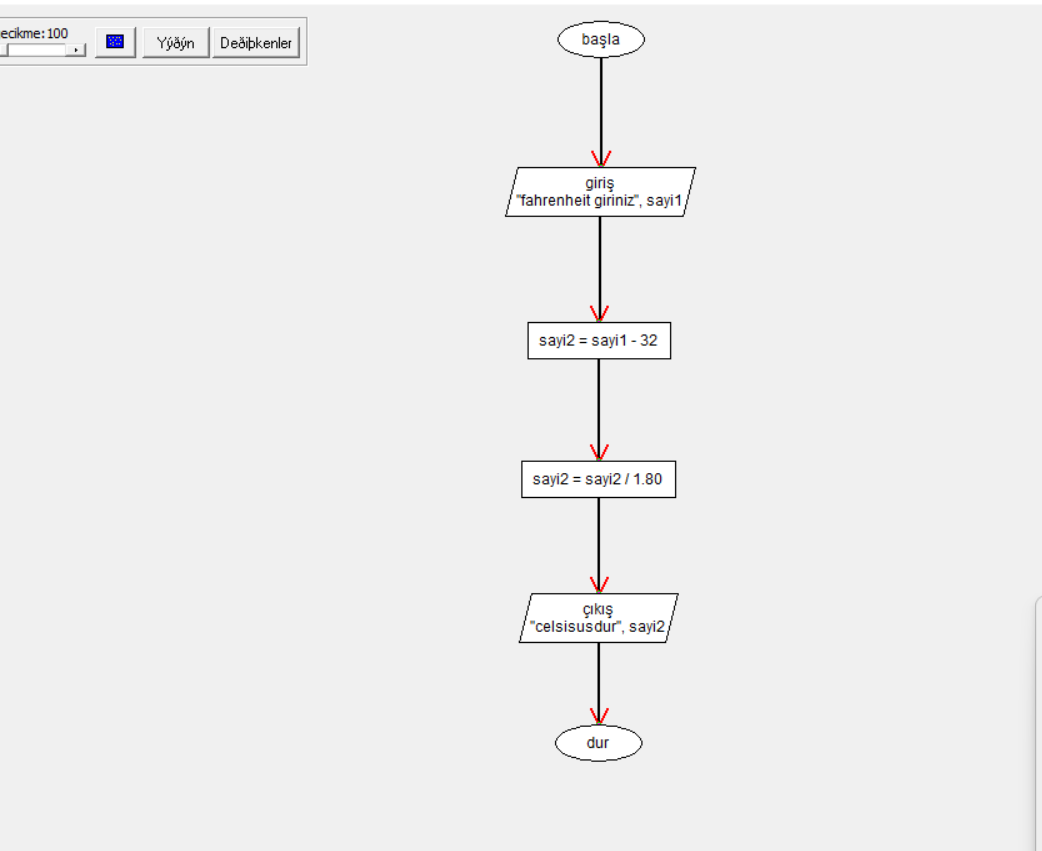 ecikme:100
Yýðýn
Deðiþkenler
başla
giriş
"fahrenheit giriniz", sayi1
sayi2 = sayi1 - 32
sayi2 = sayi2 / 1.80
çıkış
"celsisusdur", sayi2
dur